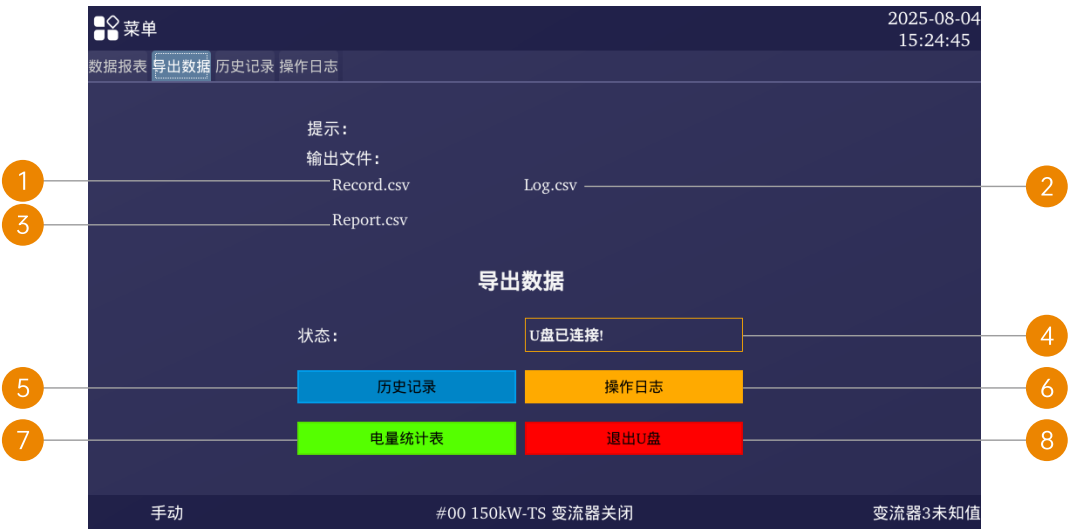 菜单
2025-08-04
15:24:45
数据报表 导出数据 历史记录 操作日志
提示:
输出文件:
1 Record.csv Log.csv 2
3 Report.csv
导出数据
状态: U盘已连接! 4
5 历史记录 操作日志 6
7 电量统计表 退出U盘 8
手动 #00 150kW-TS 变流器关闭 变流器3未知值